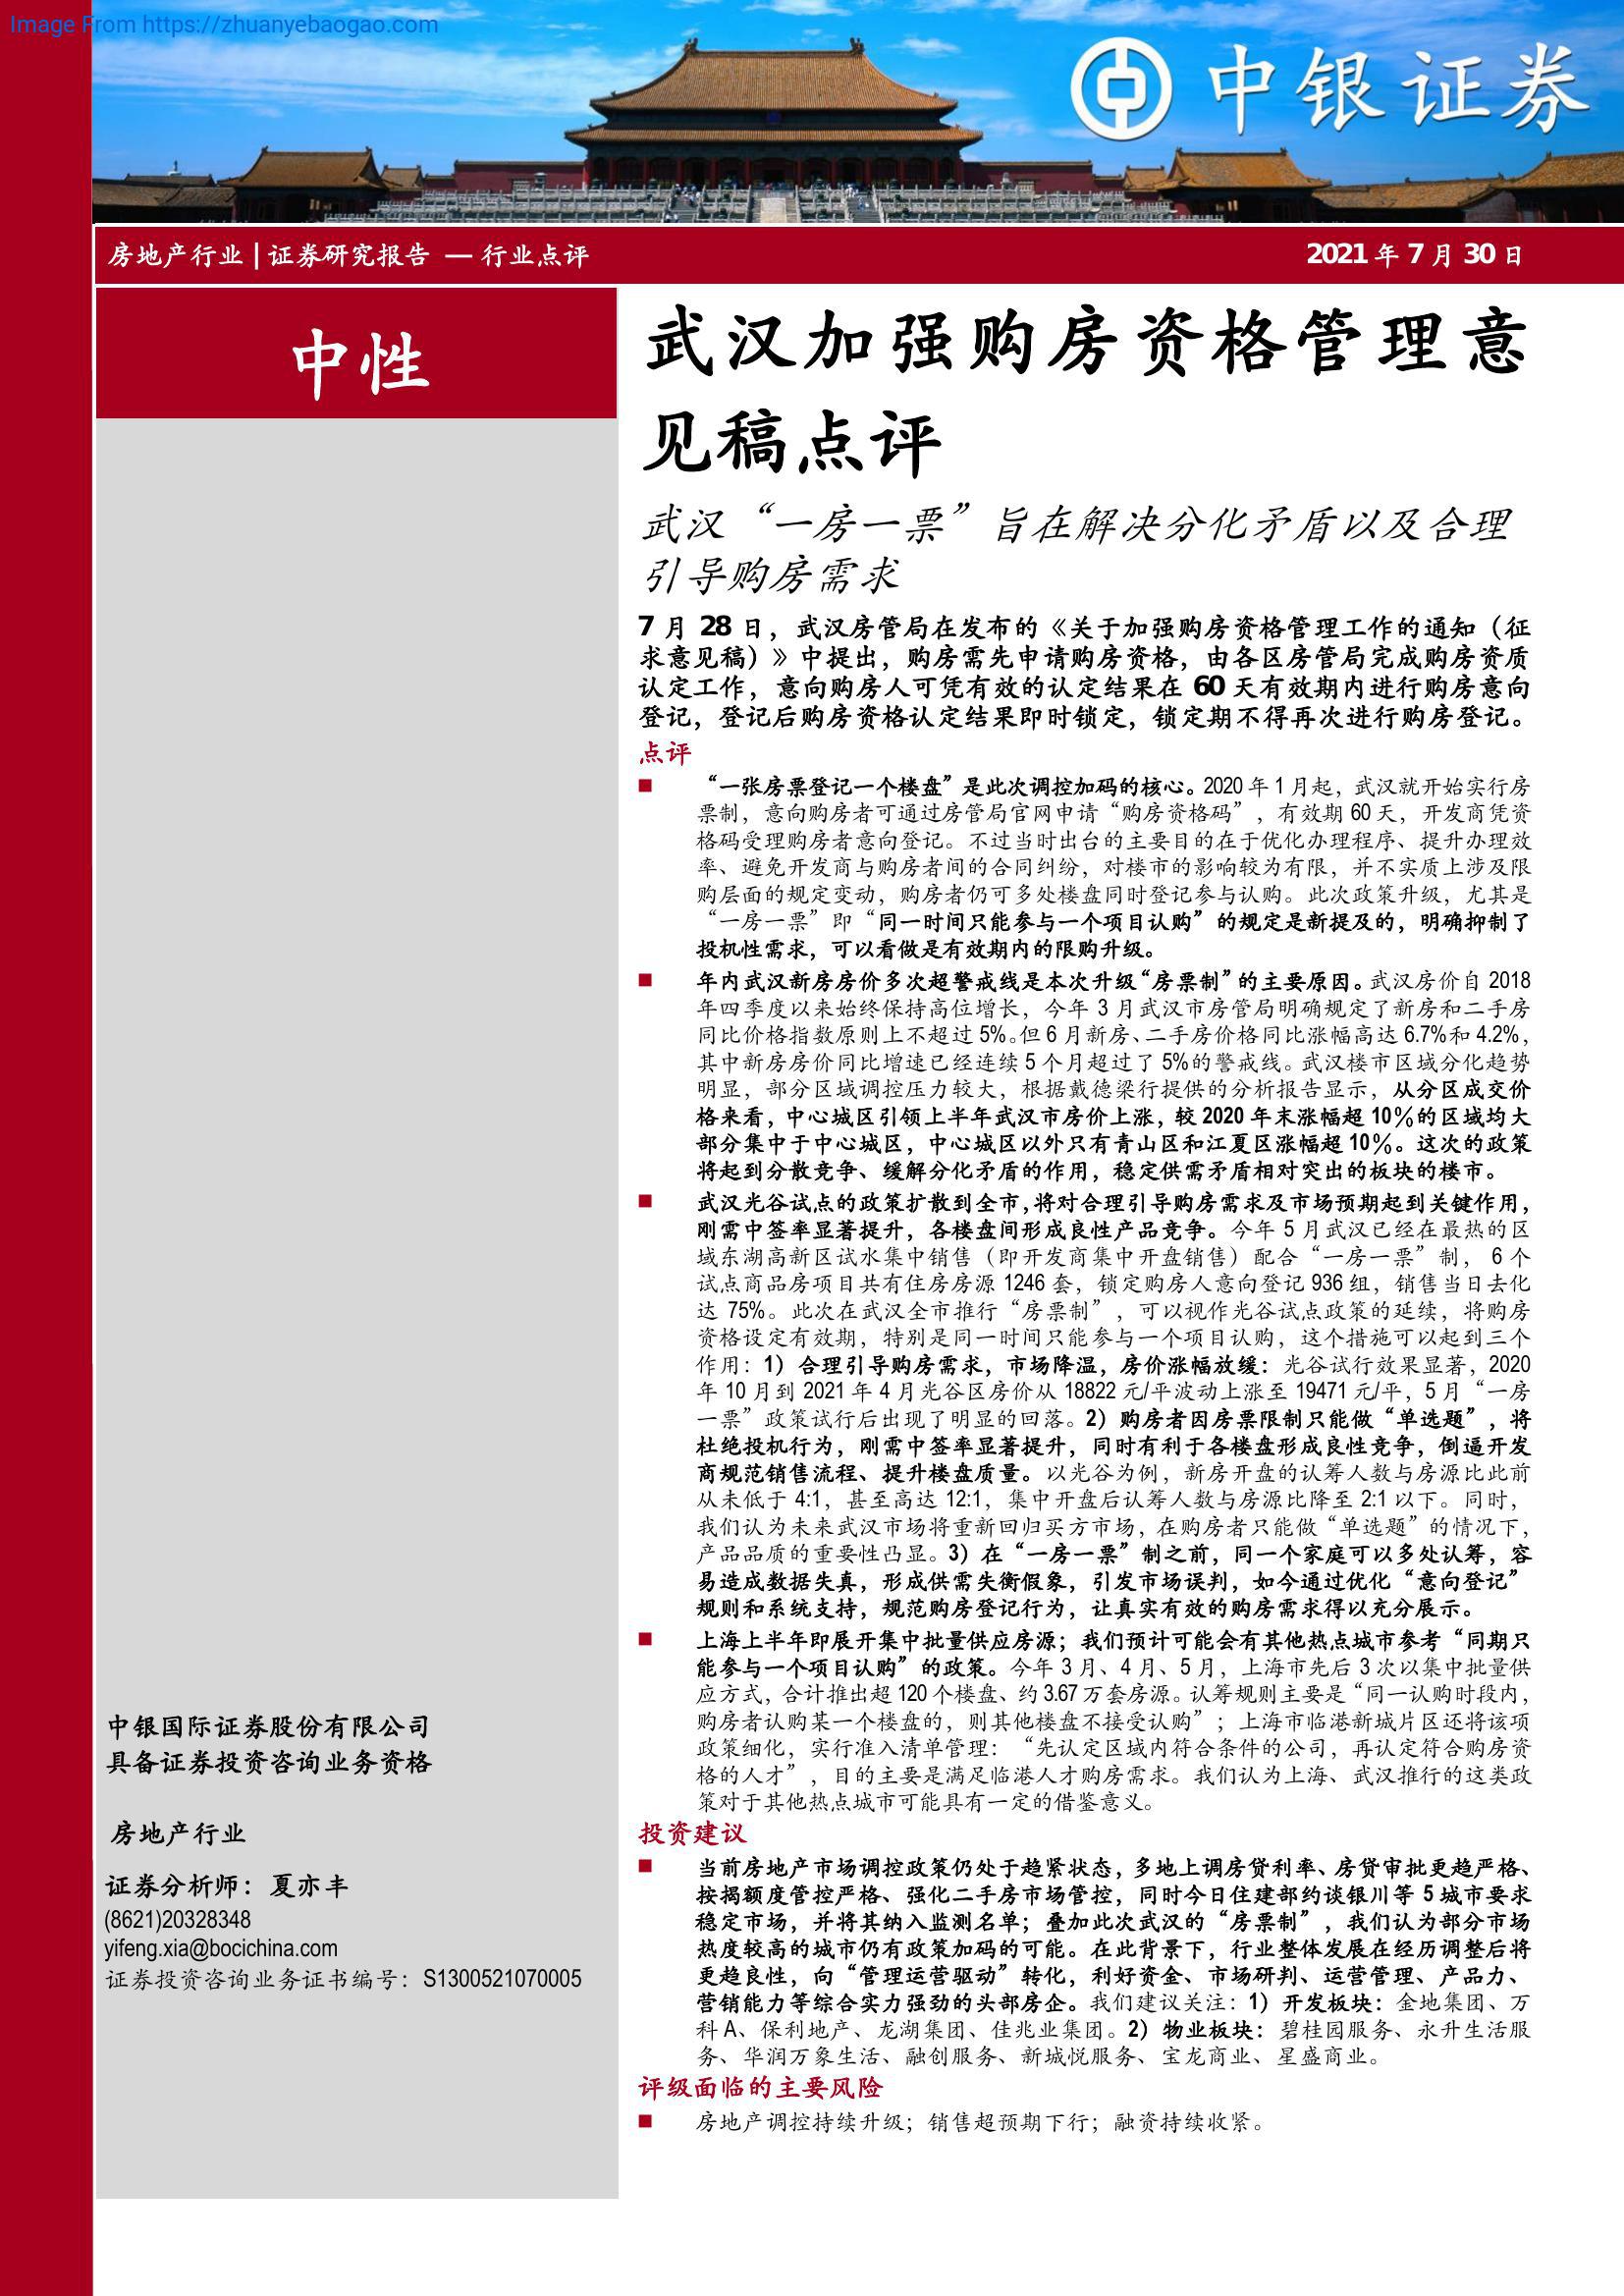 Image From https://zhuanyebaogao.com
中银证券
房地产行业 | 证券研究报告 — 行业点评
2021 年 7 月 30 日
中性
武汉加强购房资格管理意
见稿点评
武汉“一房一票”旨在解决分化矛盾以及合理
引导购房需求
7 月 28 日，武汉房管局在发布的《关于加强购房资格管理工作的通知（征
求意见稿）》中提出，购房需先申请购房资格，由各区房管局完成购房资质
认定工作，意向购房人可凭有效的认定结果在 60 天有效期内进行购房意向
登记，登记后购房资格认定结果即时锁定，锁定期不得再次进行购房登记。
点评
“一张房票登记一个楼盘”是此次调控加码的核心。2020 年 1 月起，武汉就开始实行房
票制，意向购房者可通过房管局官网申请“购房资格码”，有效期 60 天，开发商凭资
格码受理购房者意向登记。不过当时出台的主要目的在于优化办理程序、提升办理效
率、避免开发商与购房者间的合同纠纷，对楼市的影响较为有限，并不实质上涉及限
购层面的规定变动，购房者仍可多处楼盘同时登记参与认购。此次政策升级，尤其是
“一房一票”即“同一时间只能参与一个项目认购”的规定是新提及的，明确抑制了
投机性需求，可以看做是有效期内的限购升级。
年内武汉新房房价多次超警戒线是本次升级“房票制”的主要原因。武汉房价自 2018
年四季度以来始终保持高位增长，今年 3 月武汉市房管局明确规定了新房和二手房
同比价格指数原则上不超过 5%。但 6 月新房、二手房价格同比涨幅高达 6.7%和 4.2%，
其中新房房价同比增速已经连续 5 个月超过了 5%的警戒线。武汉楼市区域分化趋势
明显，部分区域调控压力较大，根据戴德梁行提供的分析报告显示，从分区成交价
格来看，中心城区引领上半年武汉市房价上涨，较 2020 年末涨幅超 10％的区域均大
部分集中于中心城区，中心城区以外只有青山区和江夏区涨幅超 10％。这次的政策
将起到分散竞争、缓解分化矛盾的作用，稳定供需矛盾相对突出的板块的楼市。
武汉光谷试点的政策扩散到全市，将对合理引导购房需求及市场预期起到关键作用，
刚需中签率显著提升，各楼盘间形成良性产品竞争。今年 5 月武汉已经在最热的区
域东湖高新区试水集中销售（即开发商集中开盘销售）配合“一房一票”制， 6 个
试点商品房项目共有住房房源 1246 套，锁定购房人意向登记 936 组，销售当日去化
达 75%。此次在武汉全市推行“房票制”，可以视作光谷试点政策的延续，将购房
资格设定有效期，特别是同一时间只能参与一个项目认购，这个措施可以起到三个
作用：1）合理引导购房需求，市场降温，房价涨幅放缓：光谷试行效果显著，2020
年 10 月到 2021 年 4 月光谷区房价从 18822 元/平波动上涨至 19471 元/平，5 月“一房
一票”政策试行后出现了明显的回落。2）购房者因房票限制只能做“单选题”，将
杜绝投机行为，刚需中签率显著提升，同时有利于各楼盘形成良性竞争，倒逼开发
商规范销售流程、提升楼盘质量。以光谷为例，新房开盘的认筹人数与房源比此前
从未低于 4:1，甚至高达 12:1，集中开盘后认筹人数与房源比降至 2:1 以下。同时，
我们认为未来武汉市场将重新回归买方市场，在购房者只能做“单选题”的情况下，
产品品质的重要性凸显。3）在“一房一票”制之前，同一个家庭可以多处认筹，容
易造成数据失真，形成供需失衡假象，引发市场误判，如今通过优化“意向登记”
规则和系统支持，规范购房登记行为，让真实有效的购房需求得以充分展示。
上海上半年即展开集中批量供应房源；我们预计可能会有其他热点城市参考“同期只
能参与一个项目认购”的政策。今年 3 月、4 月、5 月，上海市先后 3 次以集中批量供
应方式，合计推出超 120 个楼盘、约 3.67 万套房源。认筹规则主要是“同一认购时段内，
购房者认购某一个楼盘的，则其他楼盘不接受认购”；上海市临港新城片区还将该项
政策细化，实行准入清单管理：“先认定区域内符合条件的公司，再认定符合购房资
格的人才”，目的主要是满足临港人才购房需求。我们认为上海、武汉推行的这类政
策对于其他热点城市可能具有一定的借鉴意义。
投资建议
当前房地产市场调控政策仍处于趋紧状态，多地上调房贷利率、房贷审批更趋严格、
按揭额度管控严格、强化二手房市场管控，同时今日住建部约谈银川等 5 城市要求
稳定市场，并将其纳入监测名单；叠加此次武汉的“房票制”，我们认为部分市场
热度较高的城市仍有政策加码的可能。在此背景下，行业整体发展在经历调整后将
更趋良性，向“管理运营驱动”转化，利好资金、市场研判、运营管理、产品力、
营销能力等综合实力强劲的头部房企。我们建议关注：1）开发板块：金地集团、万
科 A、保利地产、龙湖集团、佳兆业集团。2）物业板块：碧桂园服务、永升生活服
务、华润万象生活、融创服务、新城悦服务、宝龙商业、星盛商业。
评级面临的主要风险
房地产调控持续升级；销售超预期下行；融资持续收紧。
中银国际证券股份有限公司
具备证券投资咨询业务资格
房地产行业
证券分析师：夏亦丰
(8621)20328348
yifeng.xia@bocichina.com
证券投资咨询业务证书编号：S1300521070005